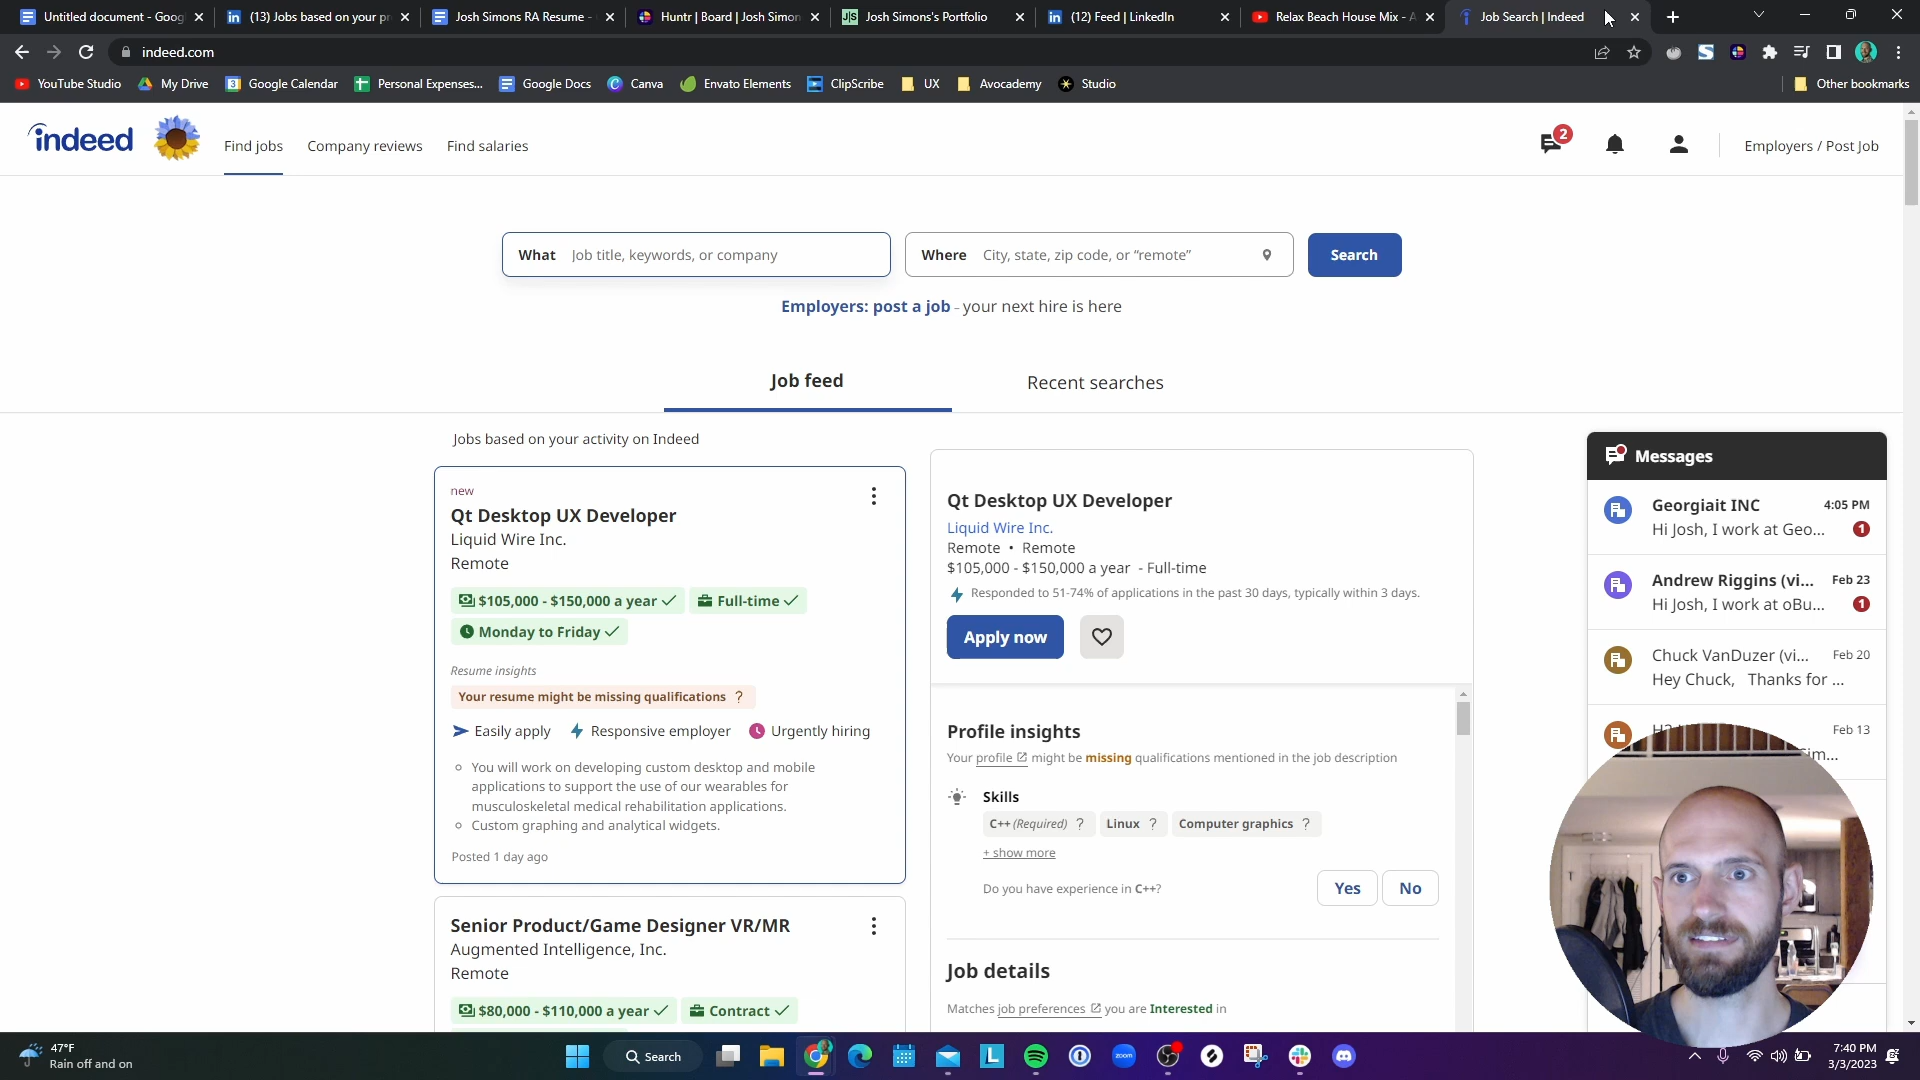 Untitled document - Goog
(13) Jobs based on your pr
Josh Simons RA Resume -
Huntr | Board | Josh Simon
Josh Simons's Portfolio
(12) Feed | LinkedIn
Relax Beach House Mix - A
Job Search | Indeed
indeed.com
YouTube Studio
My Drive
Google Calendar
Personal Expenses...
Google Docs
Canva
Envato Elements
ClipScribe
UX
Avocademy
Studio
Other bookmarks
indeed
Find jobs
Company reviews
Find salaries
2
Employers / Post Job
What Job title, keywords, or company
Where City, state, zip code, or “remote”
Search
Employers: post a job – your next hire is here
Job feed
Recent searches
Jobs based on your activity on Indeed
new
Qt Desktop UX Developer
Liquid Wire Inc.
Remote
$105,000 - $150,000 a year
Full-time
Monday to Friday
Resume insights
Your resume might be missing qualifications ?
Easily apply
Responsive employer
Urgently hiring
You will work on developing custom desktop and mobile
applications to support the use of our wearables for
musculoskeletal medical rehabilitation applications.
Custom graphing and analytical widgets.
Posted 1 day ago
Senior Product/Game Designer VR/MR
Augmented Intelligence, Inc.
Remote
$80,000 - $110,000 a year
Contract
Qt Desktop UX Developer
Liquid Wire Inc.
Remote • Remote
$105,000 - $150,000 a year - Full-time
Responded to 51-74% of applications in the past 30 days, typically within 3 days.
Apply now
Profile insights
Your profile might be missing qualifications mentioned in the job description
Skills
C++ (Required) ?
Linux ?
Computer graphics ?
+ show more
Do you have experience in C++?
Yes
No
Job details
Matches job preferences you are Interested in
Messages
Georgiait INC 4:05 PM
Hi Josh, I work at Geo... 1
Andrew Riggins (vi... Feb 23
Hi Josh, I work at oBu... 1
Chuck VanDuzer (vi... Feb 20
Hey Chuck, Thanks for ...
Feb 13
47°F
Rain off and on
Search
zoom
7:40 PM
3/3/2023